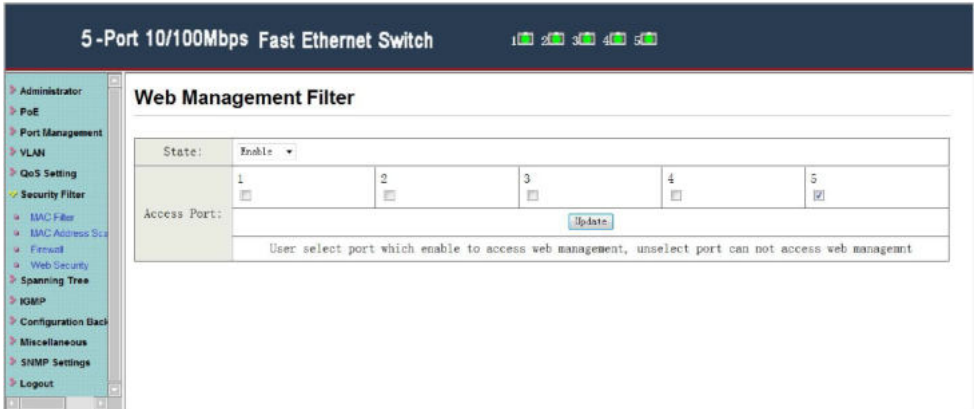 5-Port 10/100Mbps Fast Ethernet Switch 1 2 3 4 5
Administrator
PoE
Port Management
VLAN
QoS Setting
Security Filter
MAC Filter
MAC Address Sca
Firewall
Web Security
Spanning Tree
IGMP
Configuration Back
Miscellaneous
SNMP Settings
Logout
Web Management Filter
State: Enable
Access Port:
1 2 3 4 5
Update
User select port which enable to access web management, unselect port can not access web managemnt